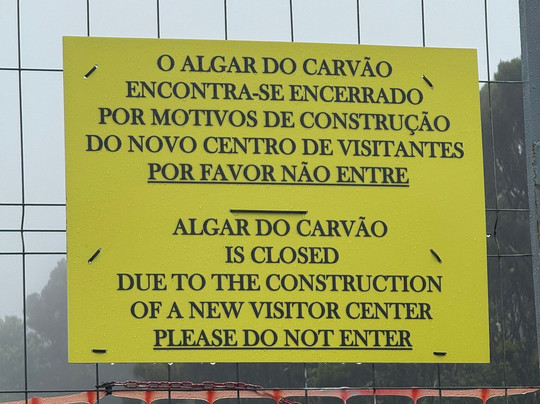 O ALGAR DO CARVÃO
ENCONTRA-SE ENCERRADO
POR MOTIVOS DE CONSTRUÇÃO
DO NOVO CENTRO DE VISITANTES
POR FAVOR NÃO ENTRE
ALGAR DO CARVÃO
IS CLOSED
DUE TO THE CONSTRUCTION
OF A NEW VISITOR CENTER
PLEASE DO NOT ENTER